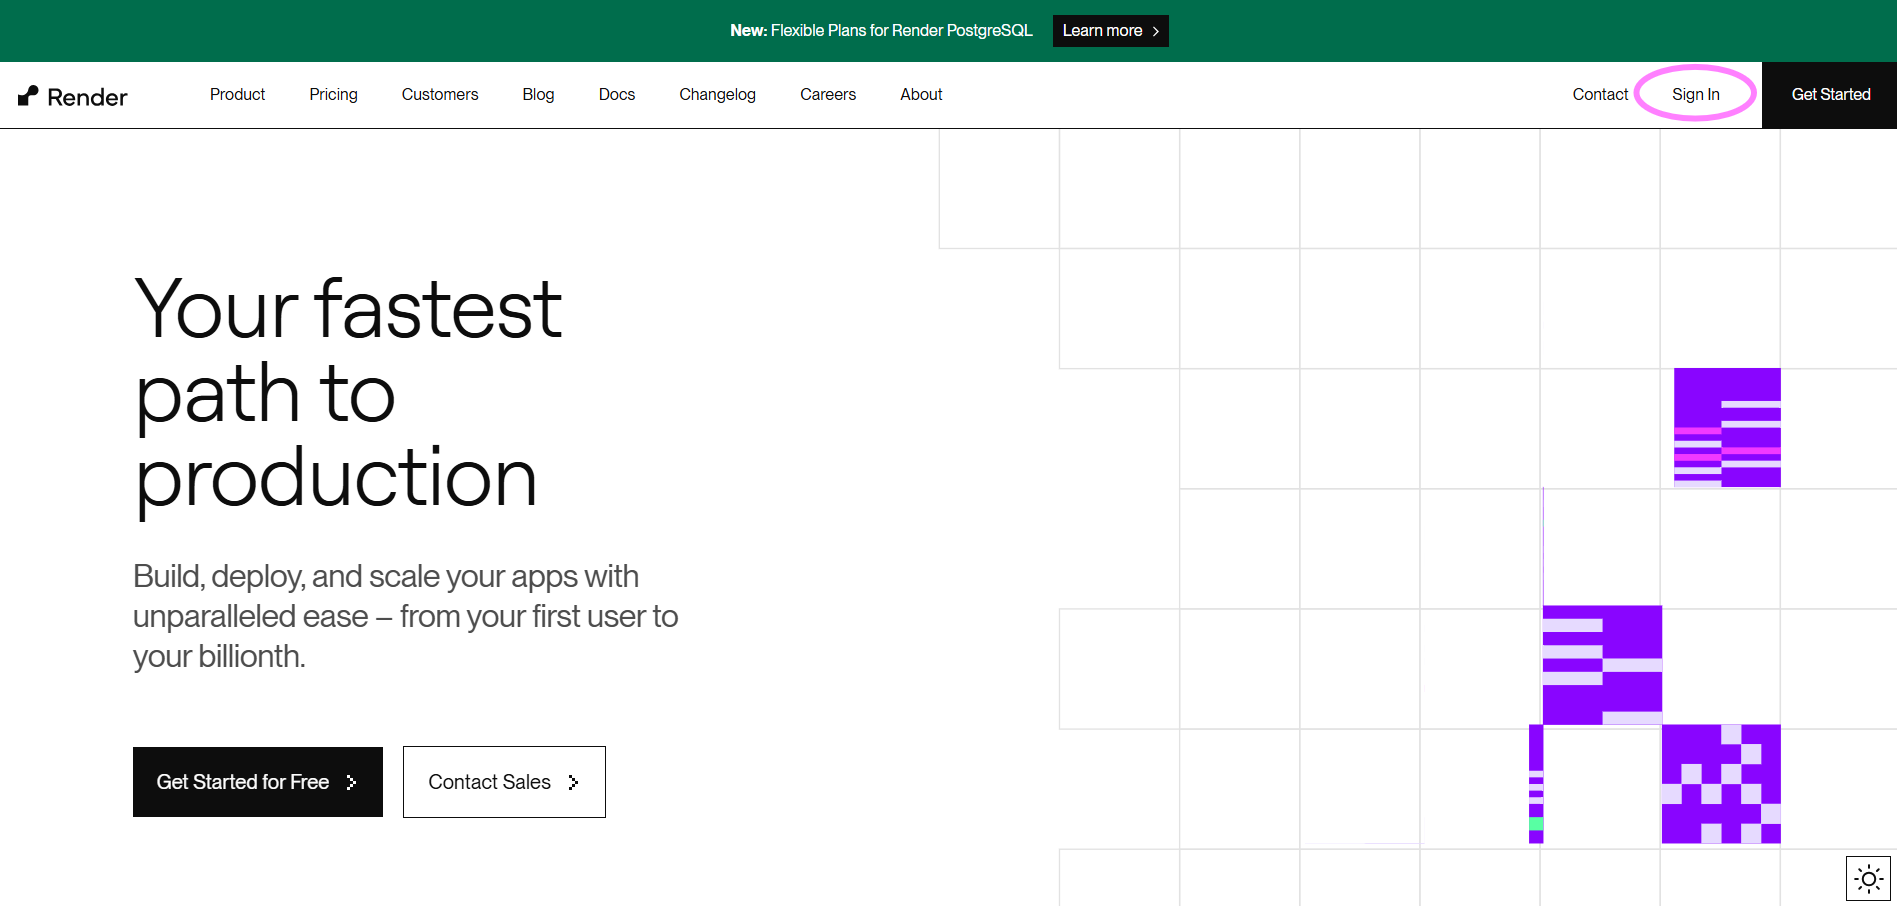 New: Flexible Plans for Render PostgreSQL Learn more
Render Product Pricing Customers Blog Docs Changelog Careers About Contact Sign In Get Started
Your fastest
path to
production
Build, deploy, and scale your apps with
unparalleled ease – from your first user to
your billionth.
Get Started for Free Contact Sales